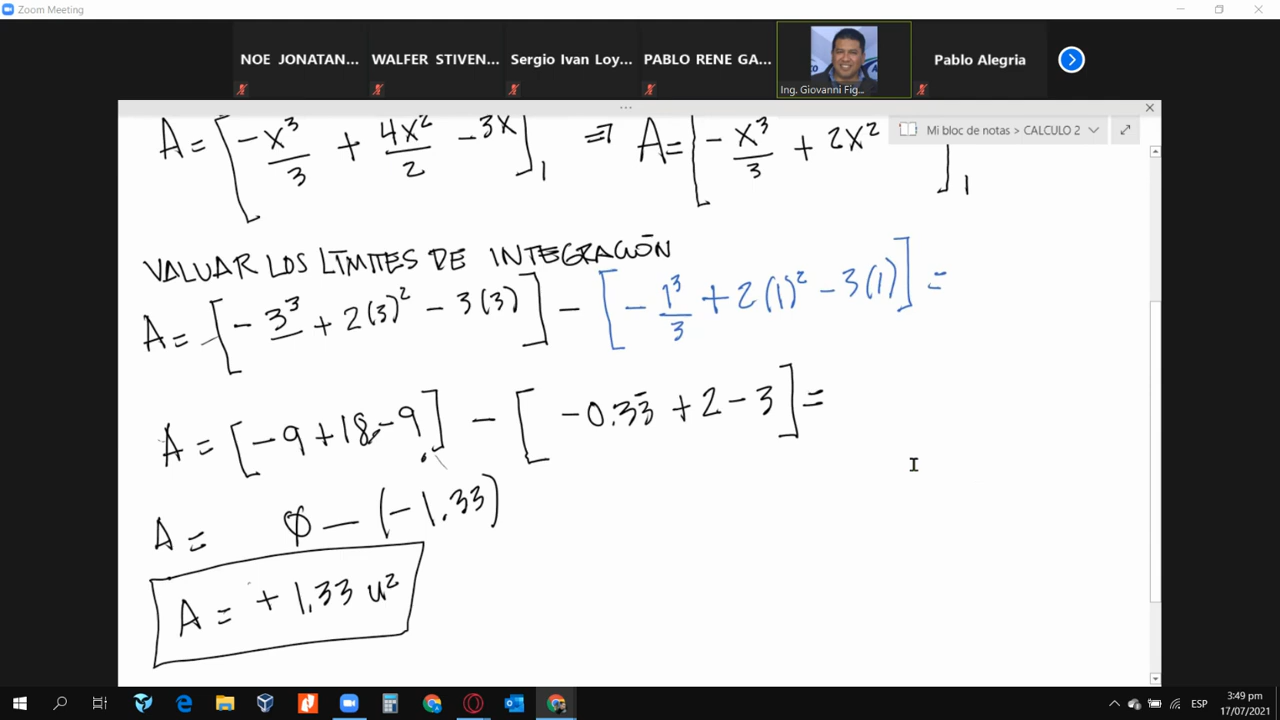 Zoom Meeting
NOE JONATAN... WALFER STIVEN... Sergio Ivan Loy... PABLO RENE GA... Ing. Giovanni Fig... Pablo Alegria
Mi bloc de notas > CALCULO 2
A= [ -x³/3 + 4x²/2 - 3x ]₁ => A= [ - x³/3 + 2x² ]₁
VALUAR LOS LÍMITES DE INTEGRACIÓN
A= [ - 3³ + 2(3)² - 3(3) ] - [ - 1³/3 + 2(1)² - 3(1) ] =
A = [ -9 + 18 - 9 ] - [ -0.33 + 2 - 3 ] =
A = 0 - (-1.33)
A = + 1.33 u²
ESP
3:49 pm
17/07/2021